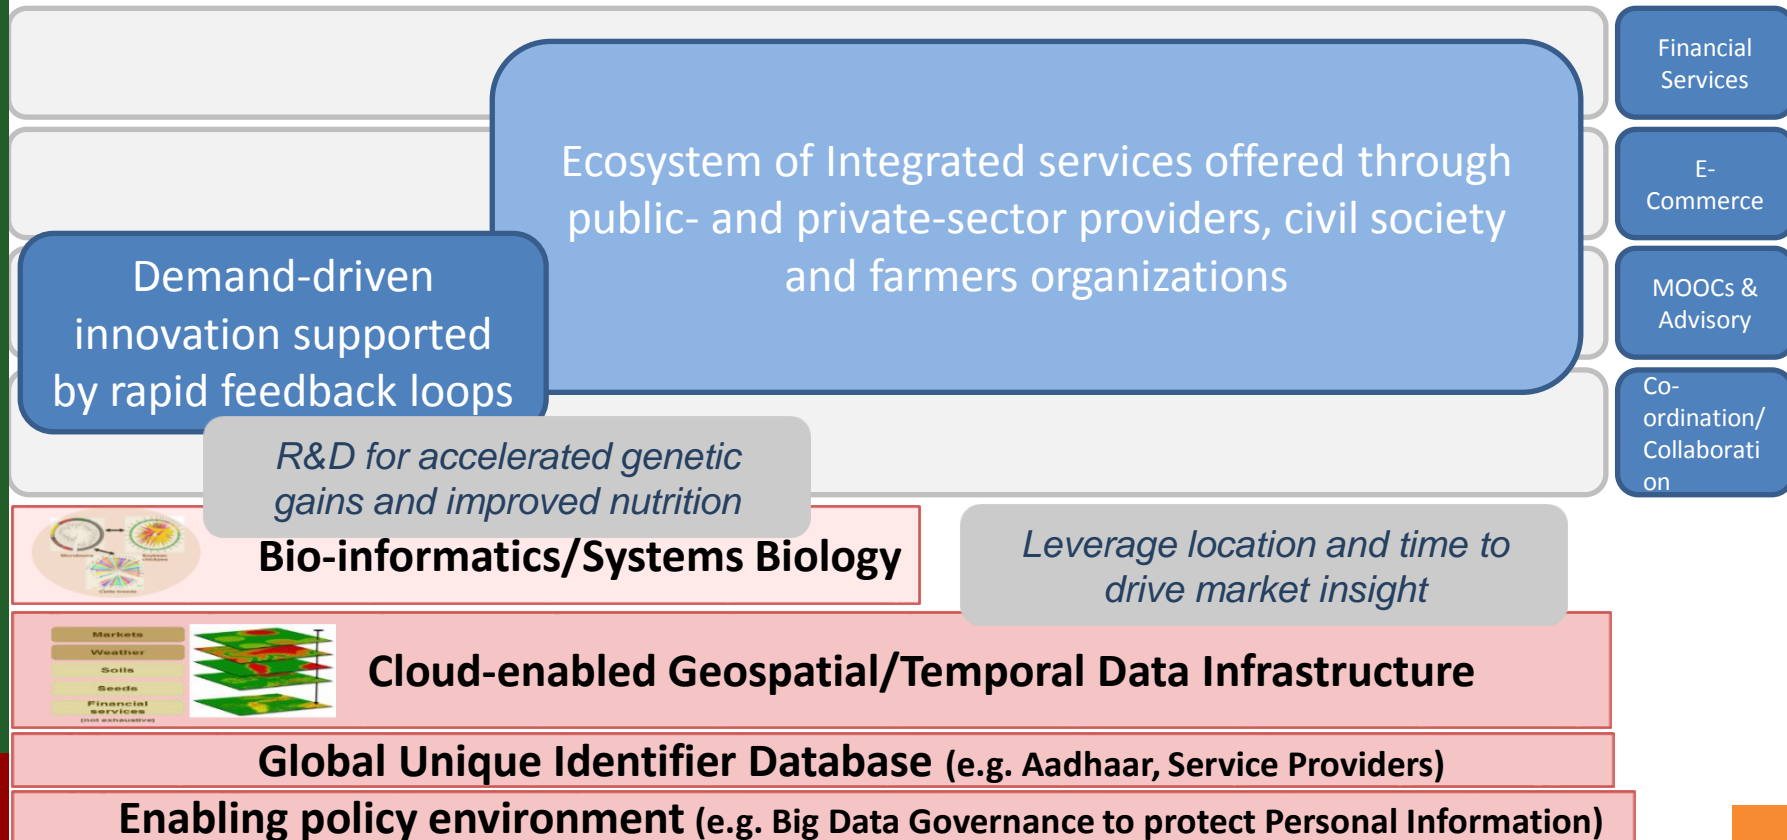 Financial
Services
Ecosystem of Integrated services offered through
public- and private-sector providers, civil society
and farmers organizations
E-
Commerce
Demand-driven
innovation supported
by rapid feedback loops
MOOCs &
Advisory
Co-
ordination/
Collaborati
on
R&D for accelerated genetic
gains and improved nutrition
Bio-informatics/Systems Biology
Leverage location and time to
drive market insight
Markets
Weather
Soils
Seeds
Financial
services
(not exhaustive)
Cloud-enabled Geospatial/Temporal Data Infrastructure
Global Unique Identifier Database (e.g. Aadhaar, Service Providers)
Enabling policy environment (e.g. Big Data Governance to protect Personal Information)